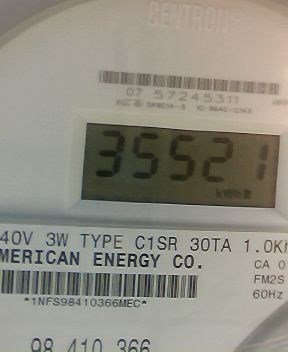 CENTRON
07 57245311
35521
kWh
40V 3W TYPE C1SR 30TA 1.0Kh
MERICAN ENERGY CO.
CA 0
FM2S
*1NFS98410366MEC*
60Hz
98 410 366